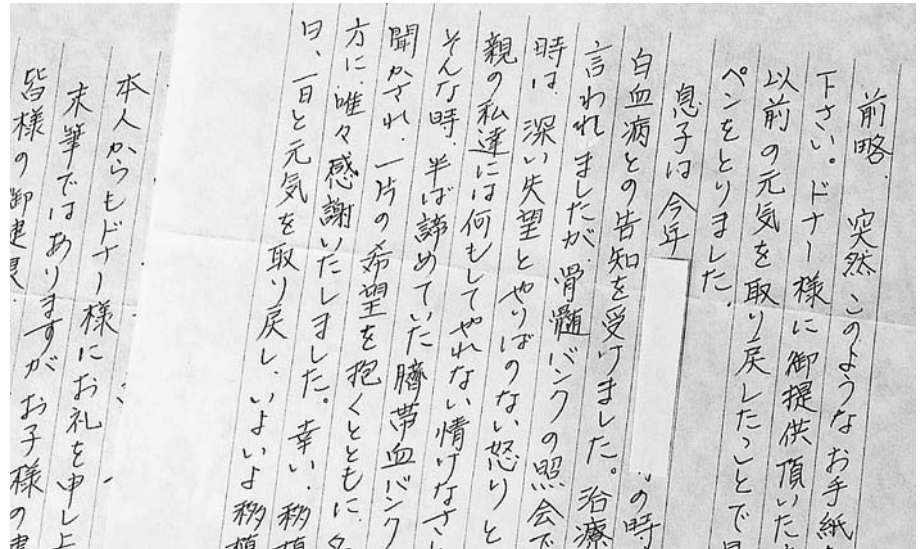 前略、突然このようなお手紙
下さい。ドナー様に御提供頂いた
以前の元気を取り戻したことで
ペンをとりました。
息子は今年
の時、
白血病との告知を受けました。治療
言われましたが、骨髄バンクの照会で
時は、深い失望とやりばのない怒りと
親の私達には何もしてやれない情けなさ
そんな時、半ば諦めていた臍帯血バンク
聞かされ、一片の希望を抱くとともに、
方に唯々感謝いたしました。幸い、移植
日、一日と元気を取り戻し、いよいよ移植
本人からもドナー様にお礼を申し上
末筆ではありますが、お子様の
皆様の御健